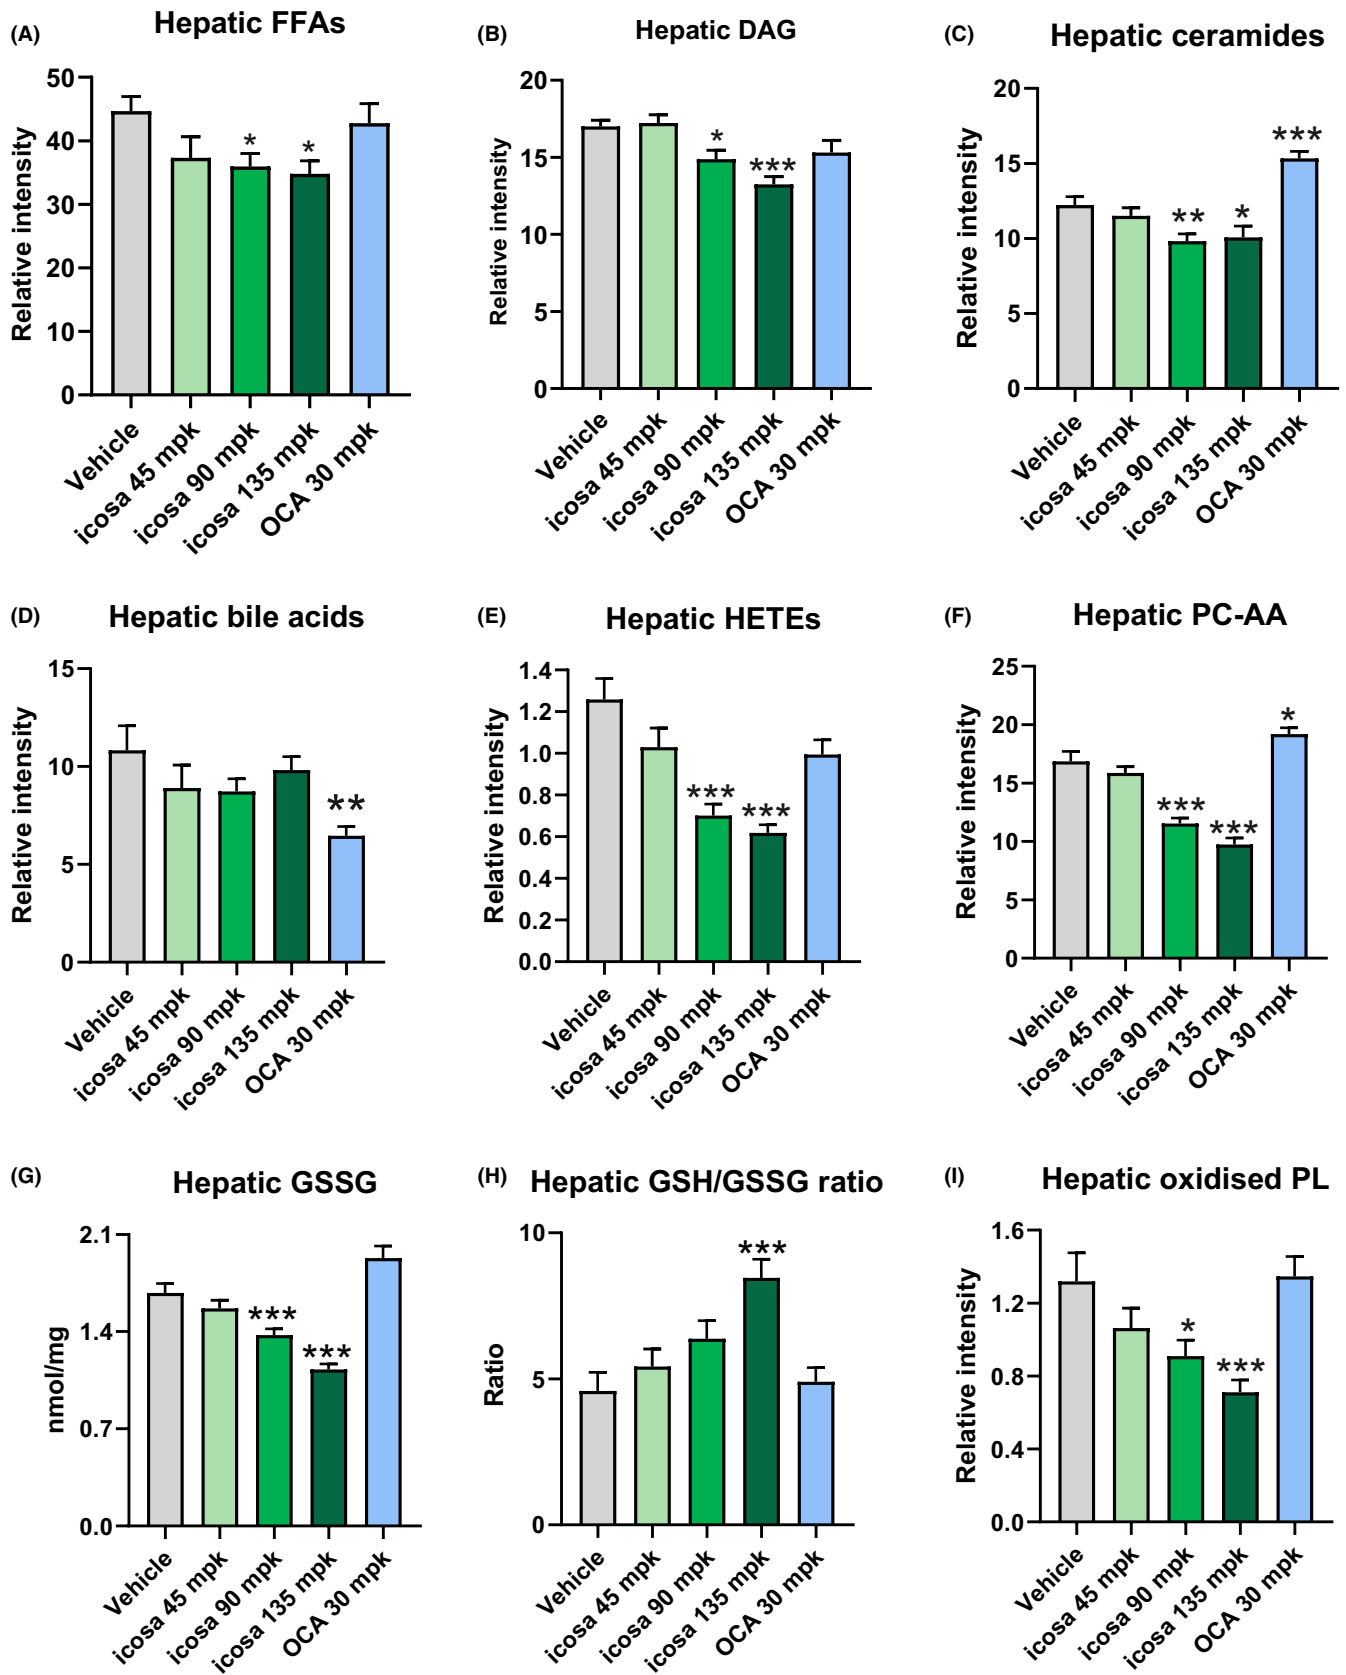 (A) Hepatic FFAs
Relative intensity
50
40
30
20
10
0
* *
Vehicle
icosa 45 mpk
icosa 90 mpk
icosa 135 mpk
OCA 30 mpk
(B) Hepatic DAG
Relative intensity
20
15
10
5
0
* ***
Vehicle
icosa 45 mpk
icosa 90 mpk
icosa 135 mpk
OCA 30 mpk
(C) Hepatic ceramides
Relative intensity
20
15
10
5
0
** * ***
Vehicle
icosa 45 mpk
icosa 90 mpk
icosa 135 mpk
OCA 30 mpk
(D) Hepatic bile acids
Relative intensity
15
10
5
0
**
Vehicle
icosa 45 mpk
icosa 90 mpk
icosa 135 mpk
OCA 30 mpk
(E) Hepatic HETEs
Relative intensity
1.4
1.2
1.0
0.8
0.6
0.4
0.2
0.0
*** ***
Vehicle
icosa 45 mpk
icosa 90 mpk
icosa 135 mpk
OCA 30 mpk
(F) Hepatic PC-AA
Relative intensity
25
20
15
10
5
0
*** *** *
Vehicle
icosa 45 mpk
icosa 90 mpk
icosa 135 mpk
OCA 30 mpk
(G) Hepatic GSSG
nmol/mg
2.1
1.4
0.7
0.0
*** ***
Vehicle
icosa 45 mpk
icosa 90 mpk
icosa 135 mpk
OCA 30 mpk
(H) Hepatic GSH/GSSG ratio
Ratio
10
5
0
***
Vehicle
icosa 45 mpk
icosa 90 mpk
icosa 135 mpk
OCA 30 mpk
(I) Hepatic oxidised PL
Relative intensity
1.6
1.2
0.8
0.4
0.0
* ***
Vehicle
icosa 45 mpk
icosa 90 mpk
icosa 135 mpk
OCA 30 mpk